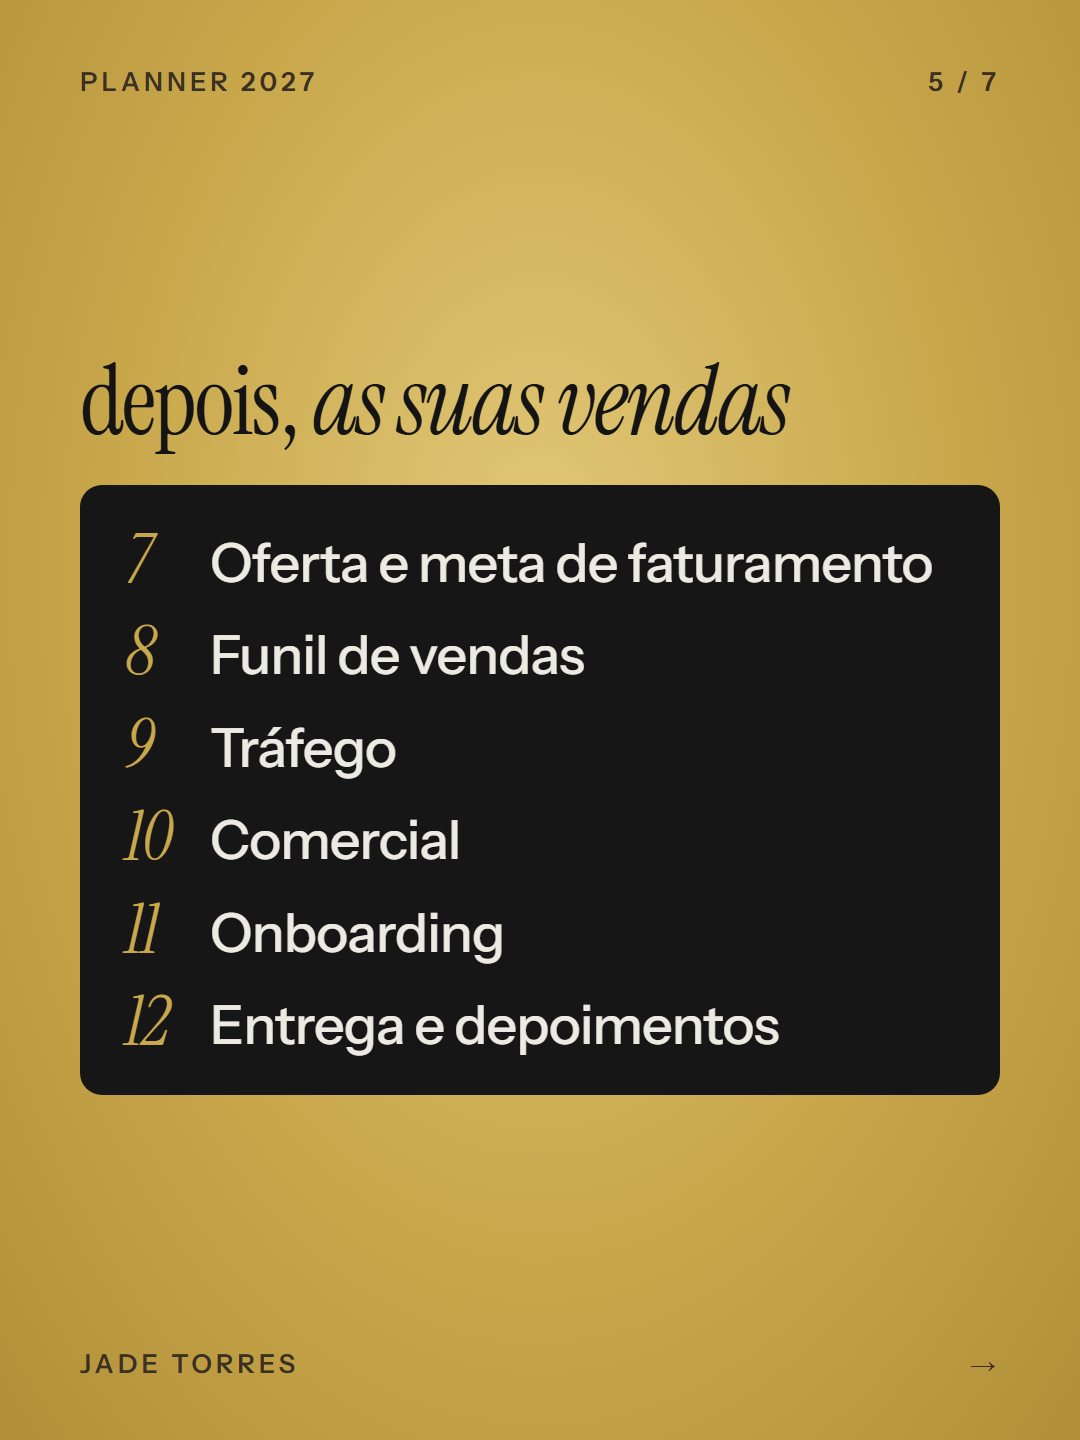 PLANNER 2027
5 / 7
depois, as suas vendas
7 Oferta e meta de faturamento
8 Funil de vendas
9 Tráfego
10 Comercial
11 Onboarding
12 Entrega e depoimentos
JADE TORRES
→